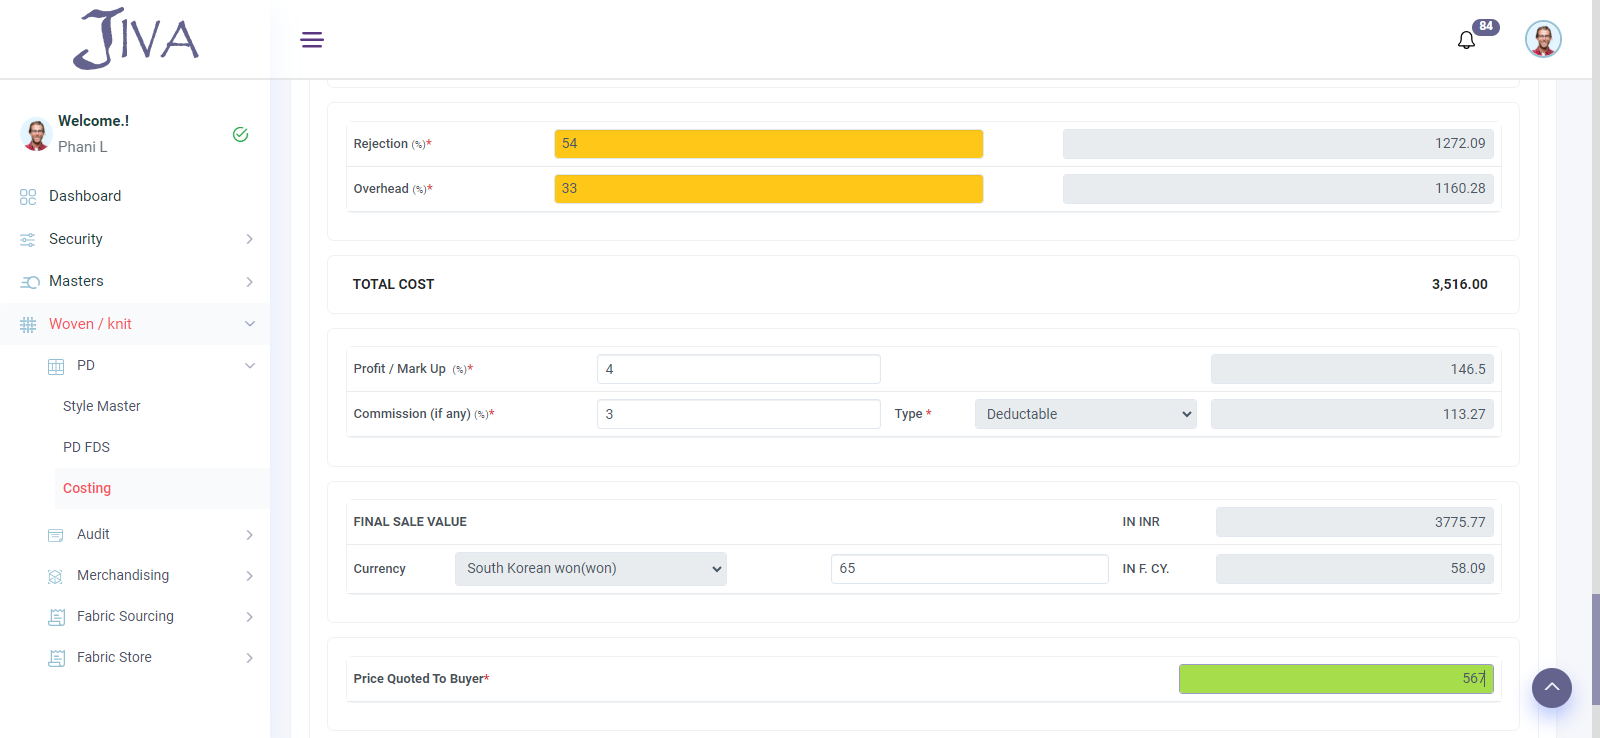 JIVA
84
Welcome.!
Phani L
Dashboard
Security
Masters
Woven / knit
PD
Style Master
PD FDS
Costing
Audit
Merchandising
Fabric Sourcing
Fabric Store
Rejection (%)* 54 1272.09
Overhead (%)* 33 1160.28
TOTAL COST 3,516.00
Profit / Mark Up (%)* 4 146.5
Commission (if any) (%)* 3 Type * Deductable 113.27
FINAL SALE VALUE IN INR 3775.77
Currency South Korean won(won) 65 IN F. CY. 58.09
Price Quoted To Buyer* 567